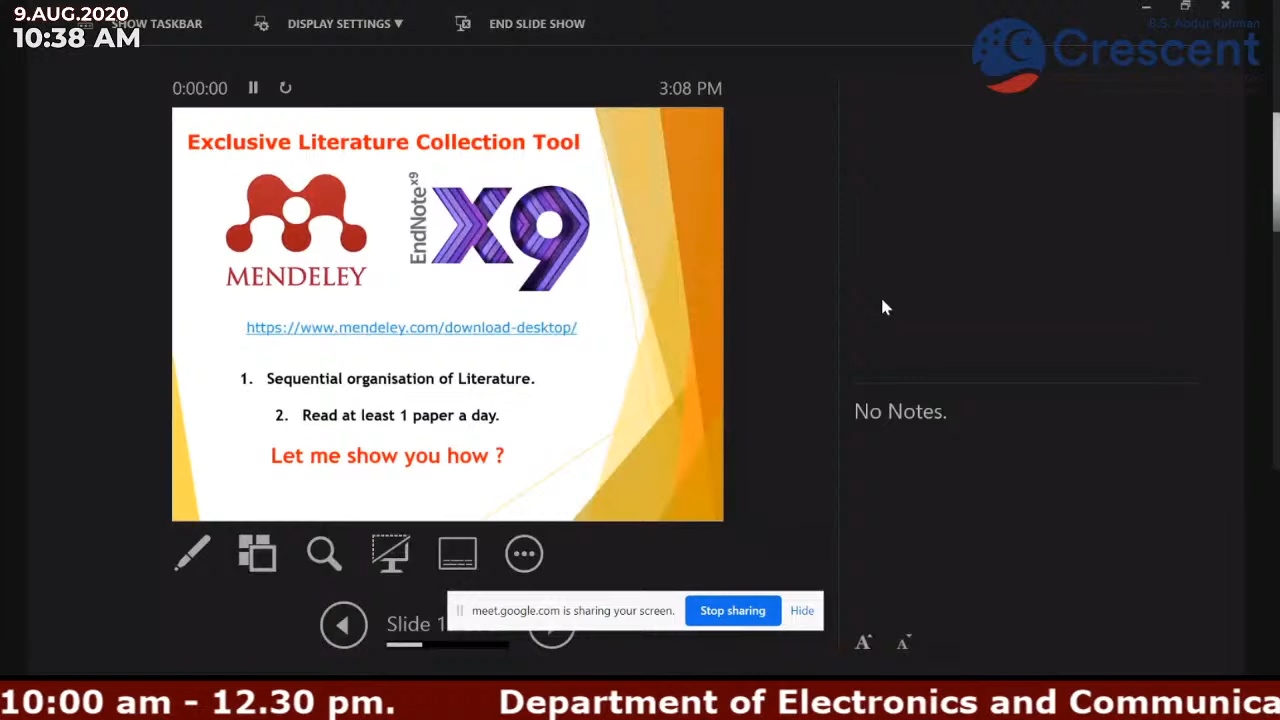 9.AUG.2020
10:38 AM
SHOW TASKBAR
DISPLAY SETTINGS ▼
END SLIDE SHOW
B.S. Abdur Rahman
Crescent
0:00:00
3:08 PM
Exclusive Literature Collection Tool
MENDELEY
EndNote x9
X9
https://www.mendeley.com/download-desktop/
1. Sequential organisation of Literature.
2. Read at least 1 paper a day.
Let me show you how ?
No Notes.
meet.google.com is sharing your screen.
Stop sharing
Hide
Slide 1
A
A
10:00 am - 12.30 pm.
Department of Electronics and Communica